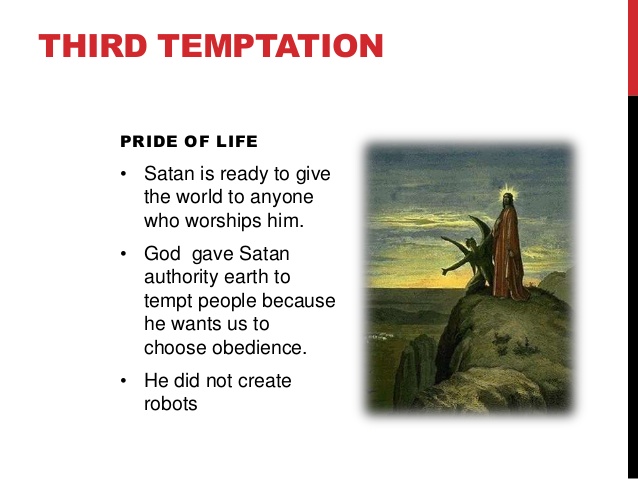 THIRD TEMPTATION
PRIDE OF LIFE
• Satan is ready to give
the world to anyone
who worships him.
• God  gave Satan
authority earth to
tempt people because
he wants us to
choose obedience.
• He did not create
robots